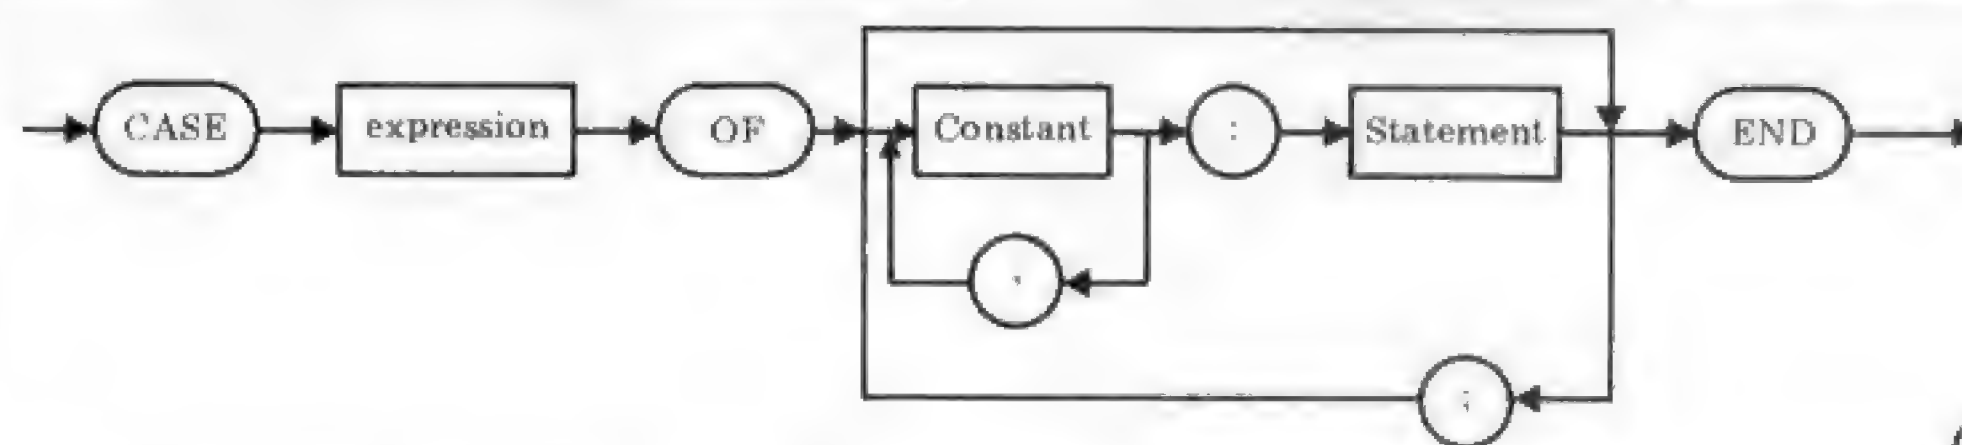 CASE expression OF Constant : Statement END
,
;